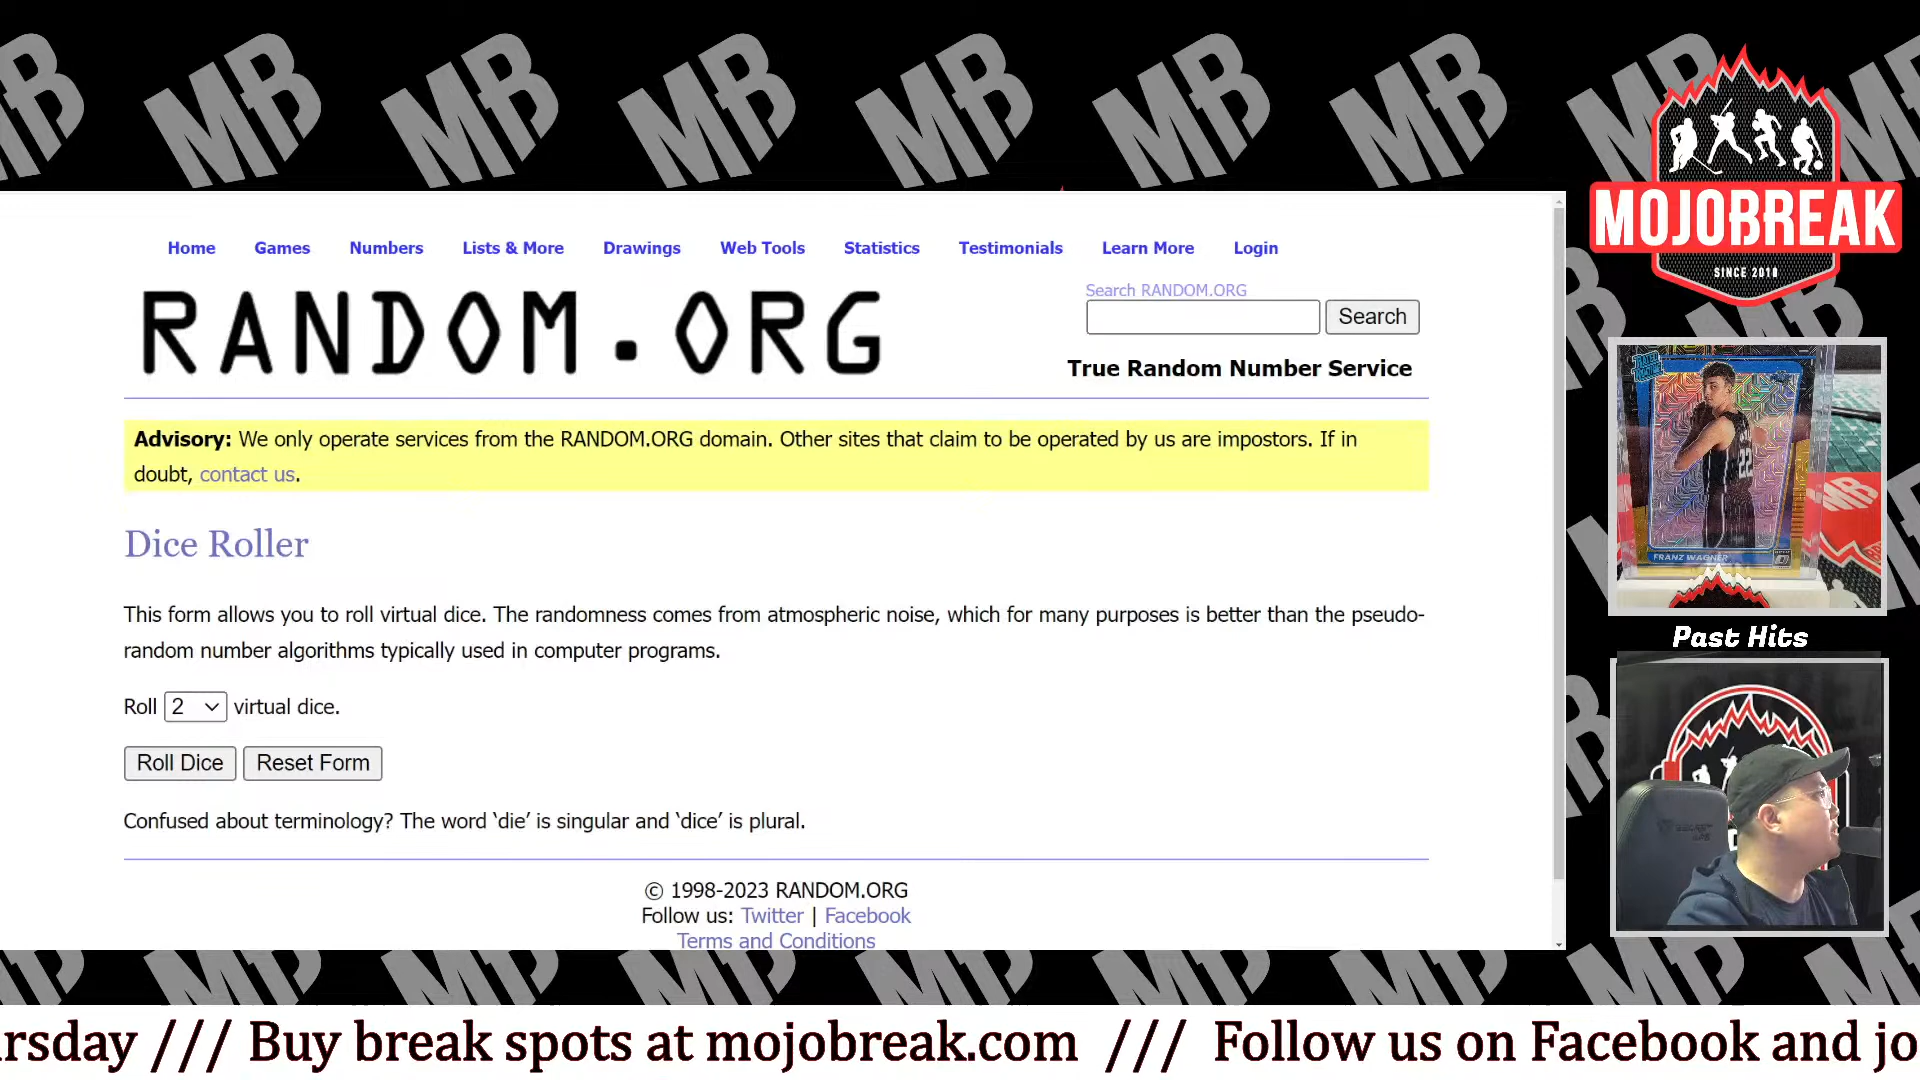 MB MB MB MB MB MB MB
MOJOBREAK
SINCE 2010
Home Games Numbers Lists & More Drawings Web Tools Statistics Testimonials Learn More Login
RANDOM.ORG
Search RANDOM.ORG
Search
True Random Number Service
Advisory: We only operate services from the RANDOM.ORG domain. Other sites that claim to be operated by us are impostors. If in
doubt, contact us.
Dice Roller
This form allows you to roll virtual dice. The randomness comes from atmospheric noise, which for many purposes is better than the pseudo-
random number algorithms typically used in computer programs.
Roll 2 virtual dice.
Roll Dice Reset Form
Confused about terminology? The word ‘die’ is singular and ‘dice’ is plural.
© 1998-2023 RANDOM.ORG
Follow us: Twitter | Facebook
Terms and Conditions
22
FRANZ WAGNER
MB
Past Hits
rsday /// Buy break spots at mojobreak.com /// Follow us on Facebook and jo